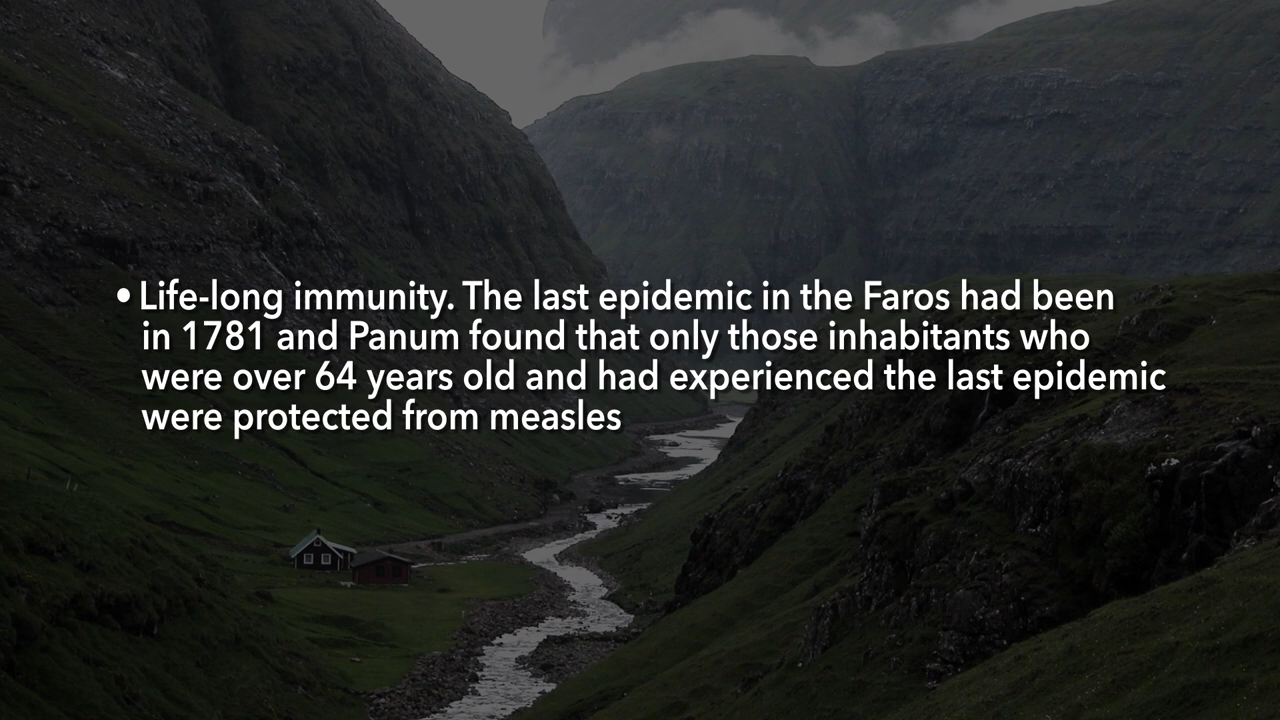 • Life-long immunity. The last epidemic in the Faros had been
in 1781 and Panum found that only those inhabitants who
were over 64 years old and had experienced the last epidemic
were protected from measles